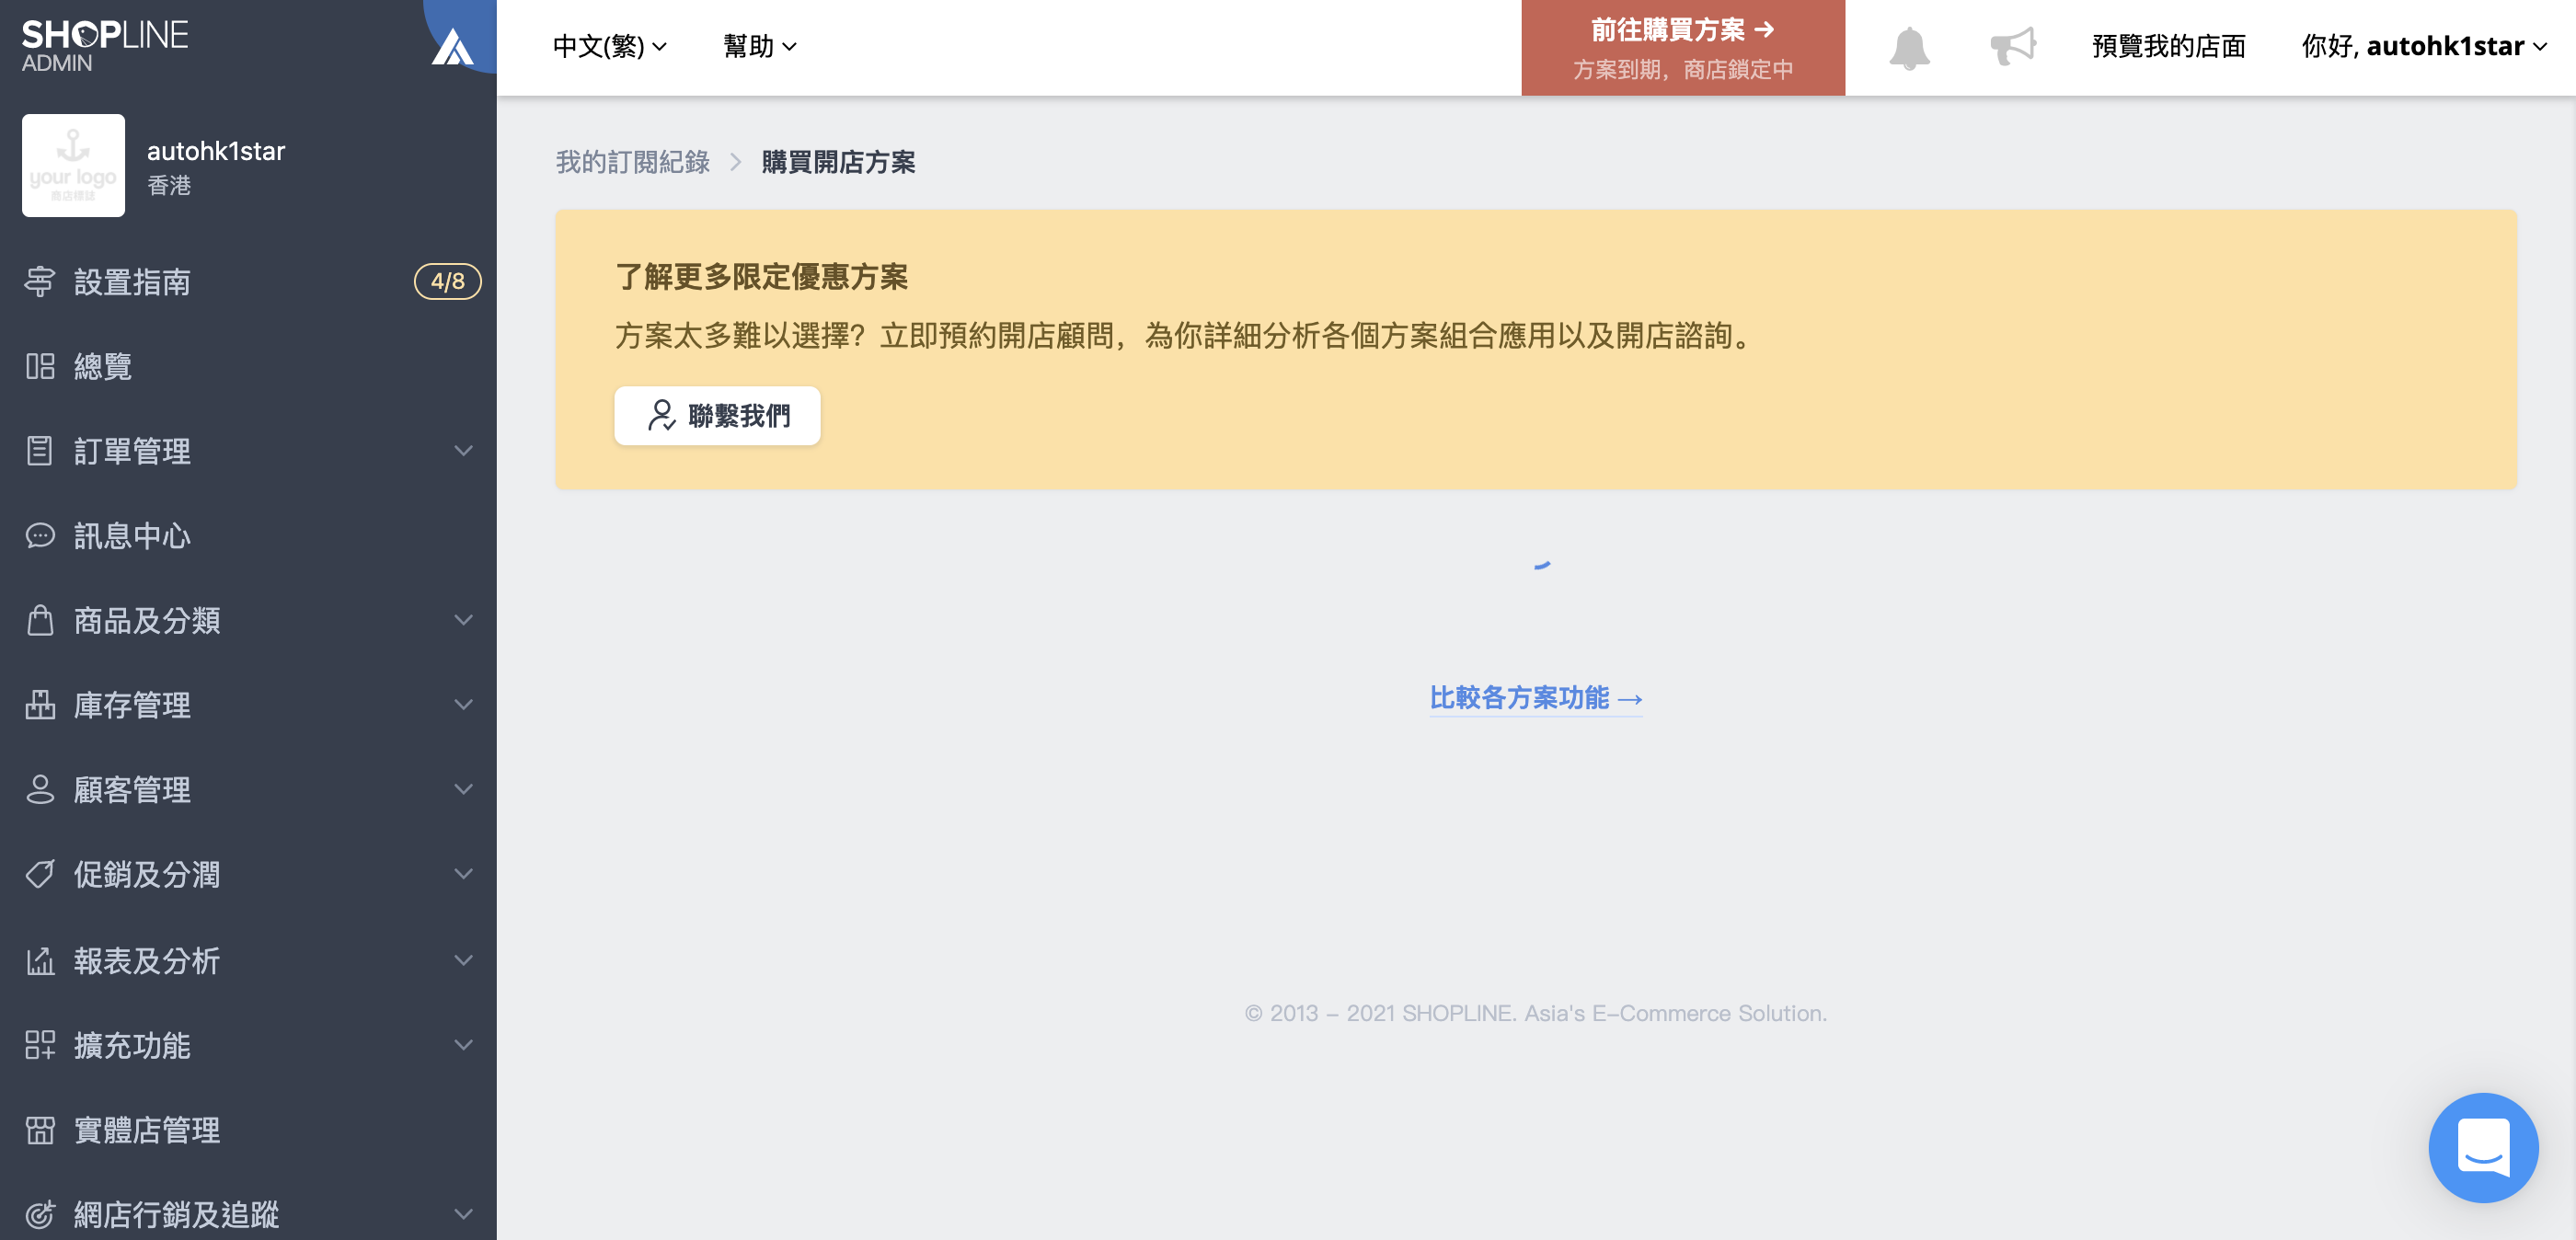 SHOPLINE
ADMIN
中文(繁)
幫助
前往購買方案 →
方案到期，商店鎖定中
預覽我的店面
你好, autohk1star
your logo
商店標誌
autohk1star
香港
設置指南
4/8
總覽
訂單管理
訊息中心
商品及分類
庫存管理
顧客管理
促銷及分潤
報表及分析
擴充功能
實體店管理
網店行銷及追蹤
我的訂閱紀錄 > 購買開店方案
了解更多限定優惠方案
方案太多難以選擇？立即預約開店顧問，為你詳細分析各個方案組合應用以及開店諮詢。
聯繫我們
比較各方案功能 →
© 2013 - 2021 SHOPLINE. Asia's E-Commerce Solution.